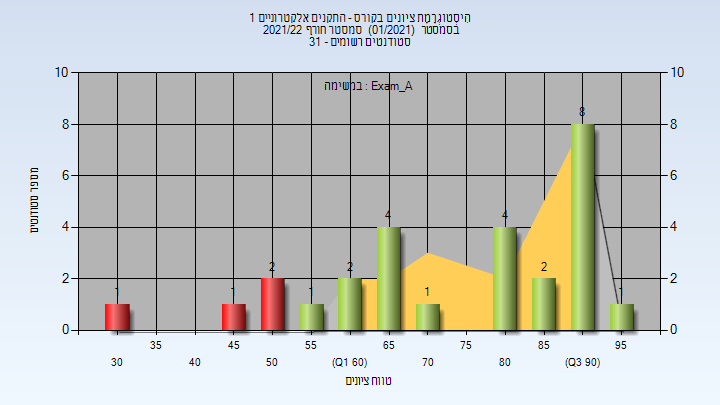 היסטוגרמת ציונים בקורס - התקנים אלקטרוניים 1
בסמסטר (01/2021) סמסטר חורף 2021/22
סטודנטים רשומים - 31
במשימה : Exam_A
10 10
8 8
6 6
4 4
2 2
0 0
1 1 2 1 2 4 1 4 2 8 1
מספר סטודנטים
35 45 55 65 75 85 95
30 40 50 (Q1 60) 70 80 (Q3 90)
טווח ציונים